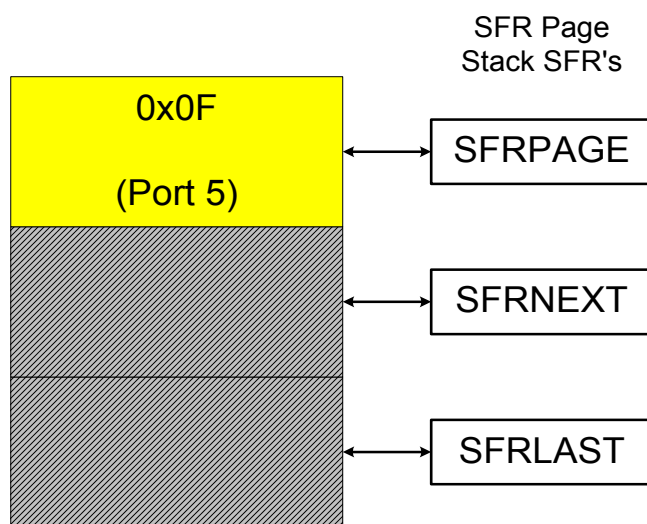 SFR Page
Stack SFR's
0x0F
(Port 5)
SFRPAGE
SFRNEXT
SFRLAST